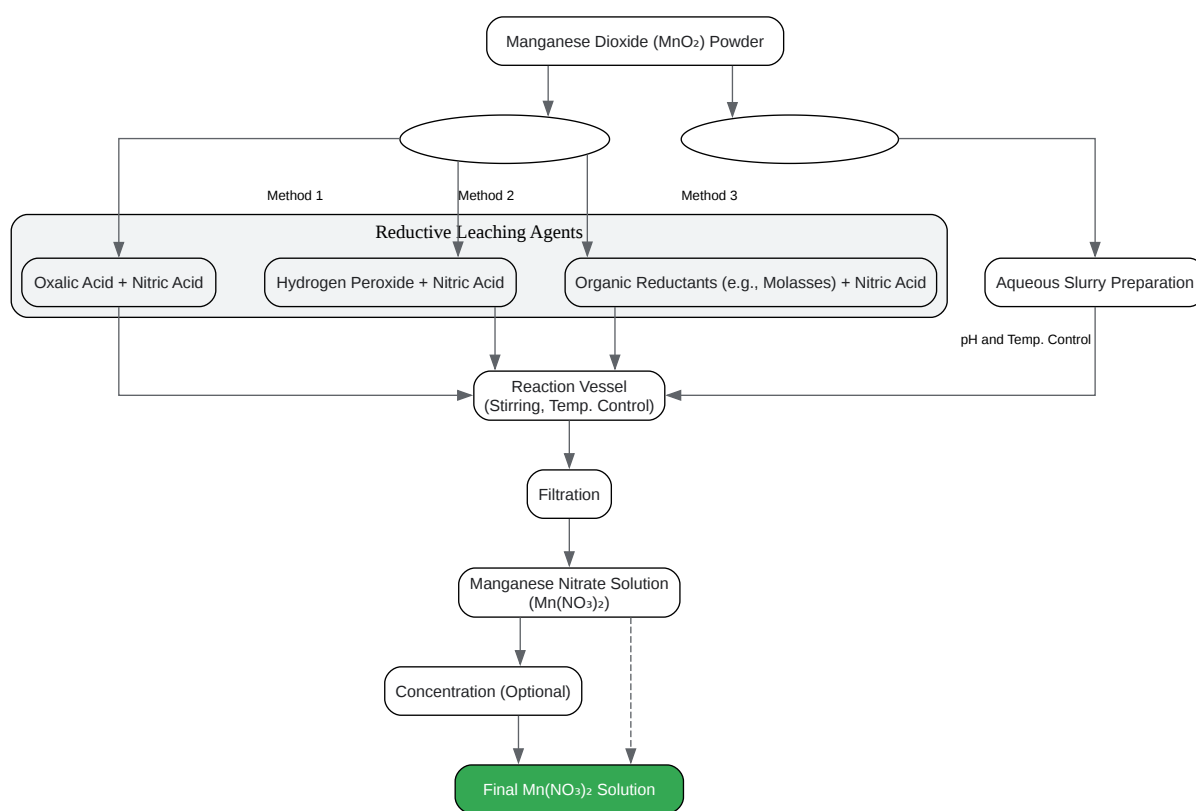 Manganese Dioxide (MnO₂) Powder
Method 1
Method 2
Method 3
Reductive Leaching Agents
Oxalic Acid + Nitric Acid
Hydrogen Peroxide + Nitric Acid
Organic Reductants (e.g., Molasses) + Nitric Acid
Aqueous Slurry Preparation
pH and Temp. Control
Reaction Vessel
(Stirring, Temp. Control)
Filtration
Manganese Nitrate Solution
(Mn(NO₃)₂)
Concentration (Optional)
Final Mn(NO₃)₂ Solution